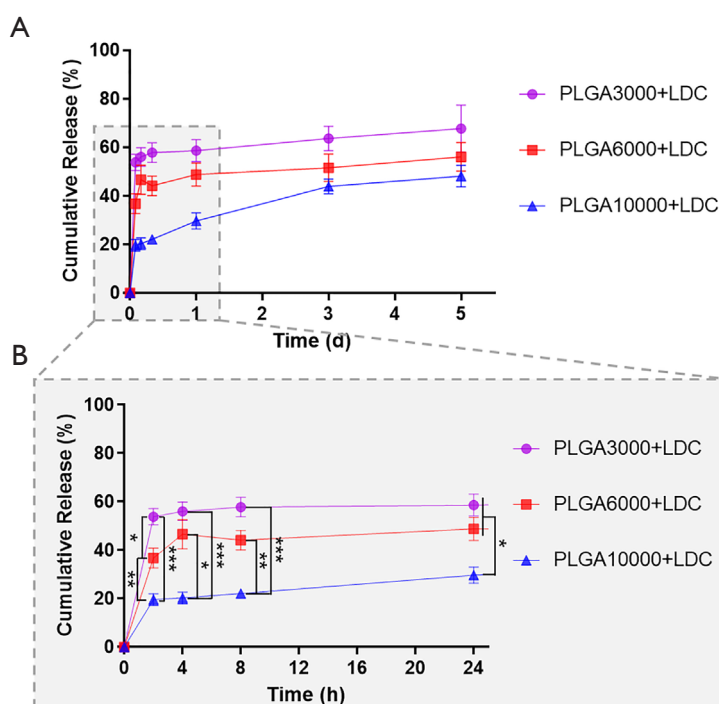 A
Cumulative Release (%)
100
80
60
40
20
0
0 1 2 3 4 5
Time (d)
PLGA3000+LDC
PLGA6000+LDC
PLGA10000+LDC
B
Cumulative Release (%)
100
80
60
40
20
0
0 2 4 6 8 12 16 20 24
Time (h)
* ** *** * *** ** *** *
PLGA3000+LDC
PLGA6000+LDC
PLGA10000+LDC